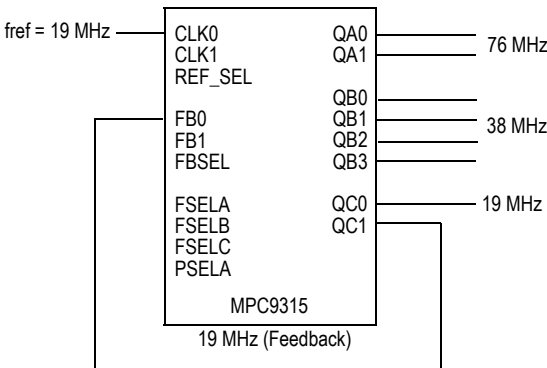 fref = 19 MHz
CLK0
CLK1
REF_SEL
FB0
FB1
FBSEL
FSELA
FSELB
FSELC
PSELA
QA0
QA1
QB0
QB1
QB2
QB3
QC0
QC1
76 MHz
38 MHz
19 MHz
MPC9315
19 MHz (Feedback)